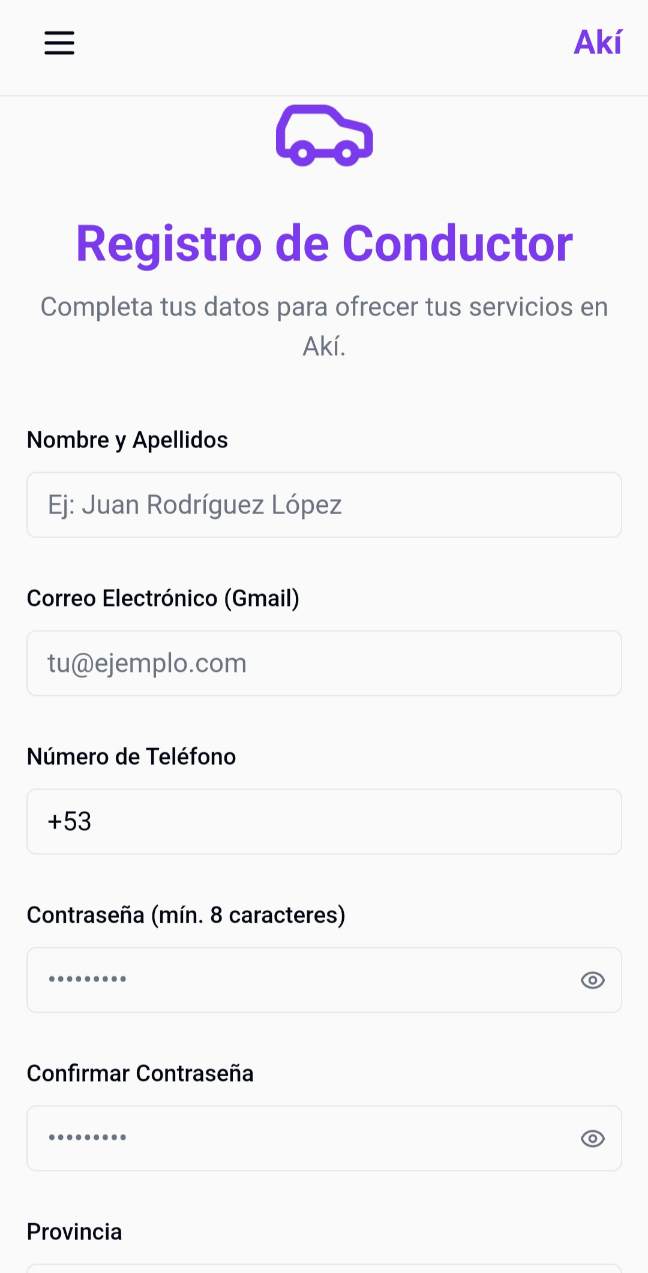 Akí
Registro de Conductor
Completa tus datos para ofrecer tus servicios en
Akí.
Nombre y Apellidos
Ej: Juan Rodríguez López
Correo Electrónico (Gmail)
tu@ejemplo.com
Número de Teléfono
+53
Contraseña (mín. 8 caracteres)
•••••••••
Confirmar Contraseña
•••••••••
Provincia